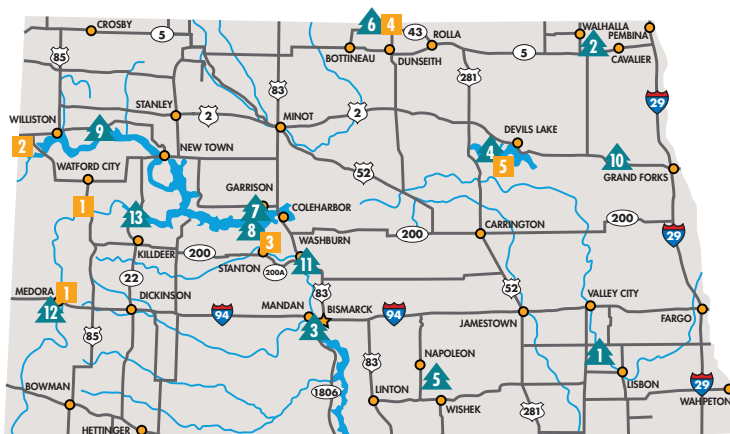 CROSBY
5
85
6
4
43
ROLLA
BOTTINEAU
DUNSEITH
281
5
WALHALLA
PEMBINA
2
CAVALIER
83
STANLEY
2
WILLISTON
9
2
WATFORD CITY
NEW TOWN
MINOT
2
52
DEVILS LAKE
4
5
29
10
GRAND FORKS
1
13
GARRISON
7
COLEHARBOR
8
3
WASHBURN
KILLDEER
200
STANTON
200A
11
200
CARRINGTON
200
29
22
MEDORA
1
12
DICKINSON
94
MANDAN
83
BISMARCK
3
94
52
JAMESTOWN
VALLEY CITY
FARGO
85
83
NAPOLEON
5
1
LISBON
29
WAHPETON
BOWMAN
HETTINGER
1806
LINTON
WISHEK
281